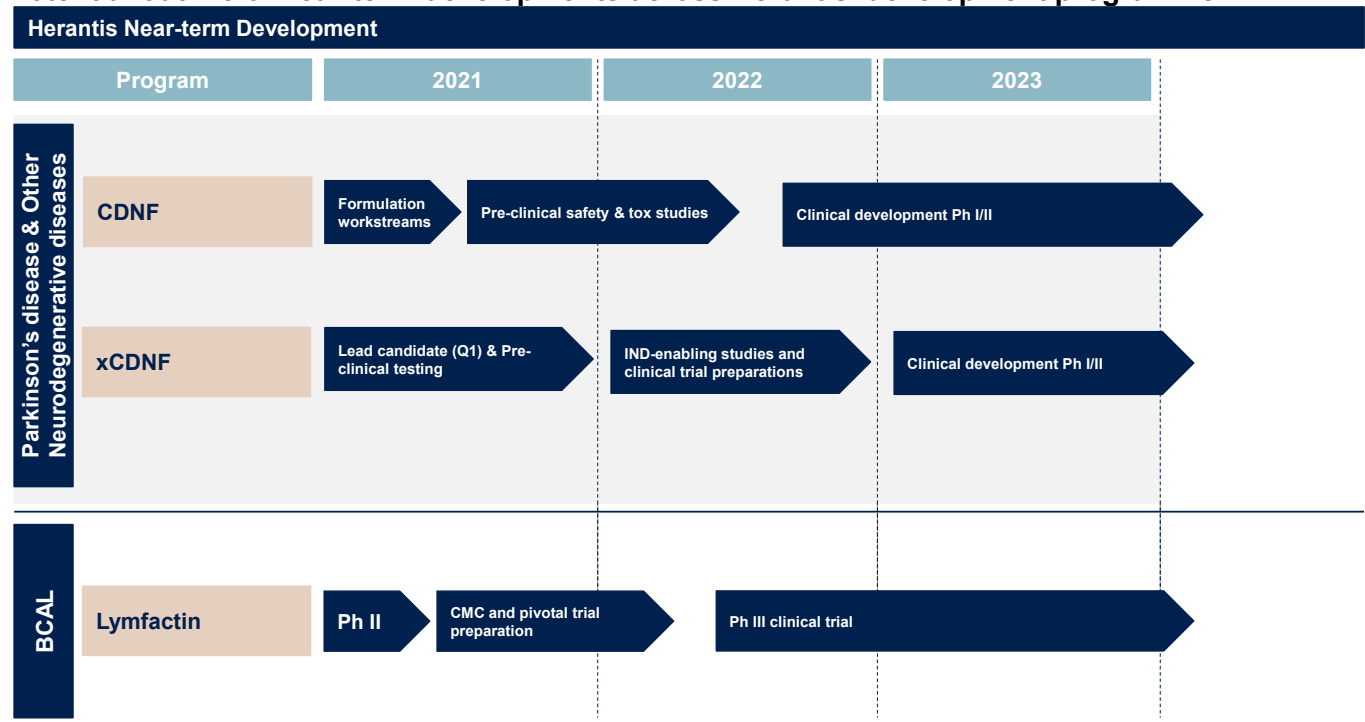 Herantis Near-term Development
Program
2021
2022
2023
Parkinson's disease & Other
Neurodegenerative diseases
CDNF
Formulation
workstreams
Pre-clinical safety & tox studies
Clinical development Ph I/II
xCDNF
Lead candidate (Q1) & Pre-
clinical testing
IND-enabling studies and
clinical trial preparations
Clinical development Ph I/II
BCAL
Lymfactin
Ph II
CMC and pivotal trial
preparation
Ph III clinical trial